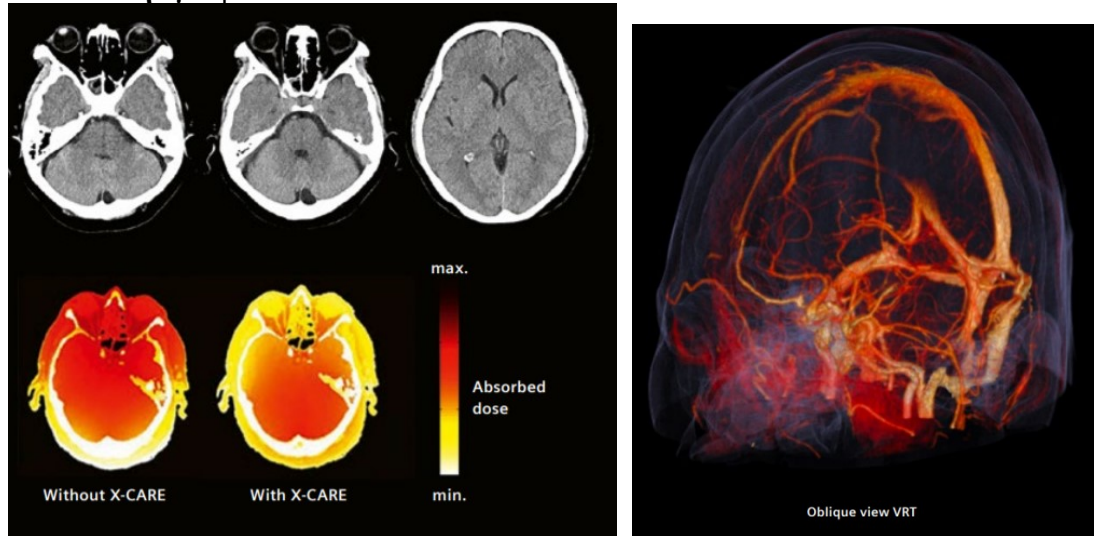 max.
Absorbed
dose
Without X-CARE
With X-CARE
min.
Oblique view VRT